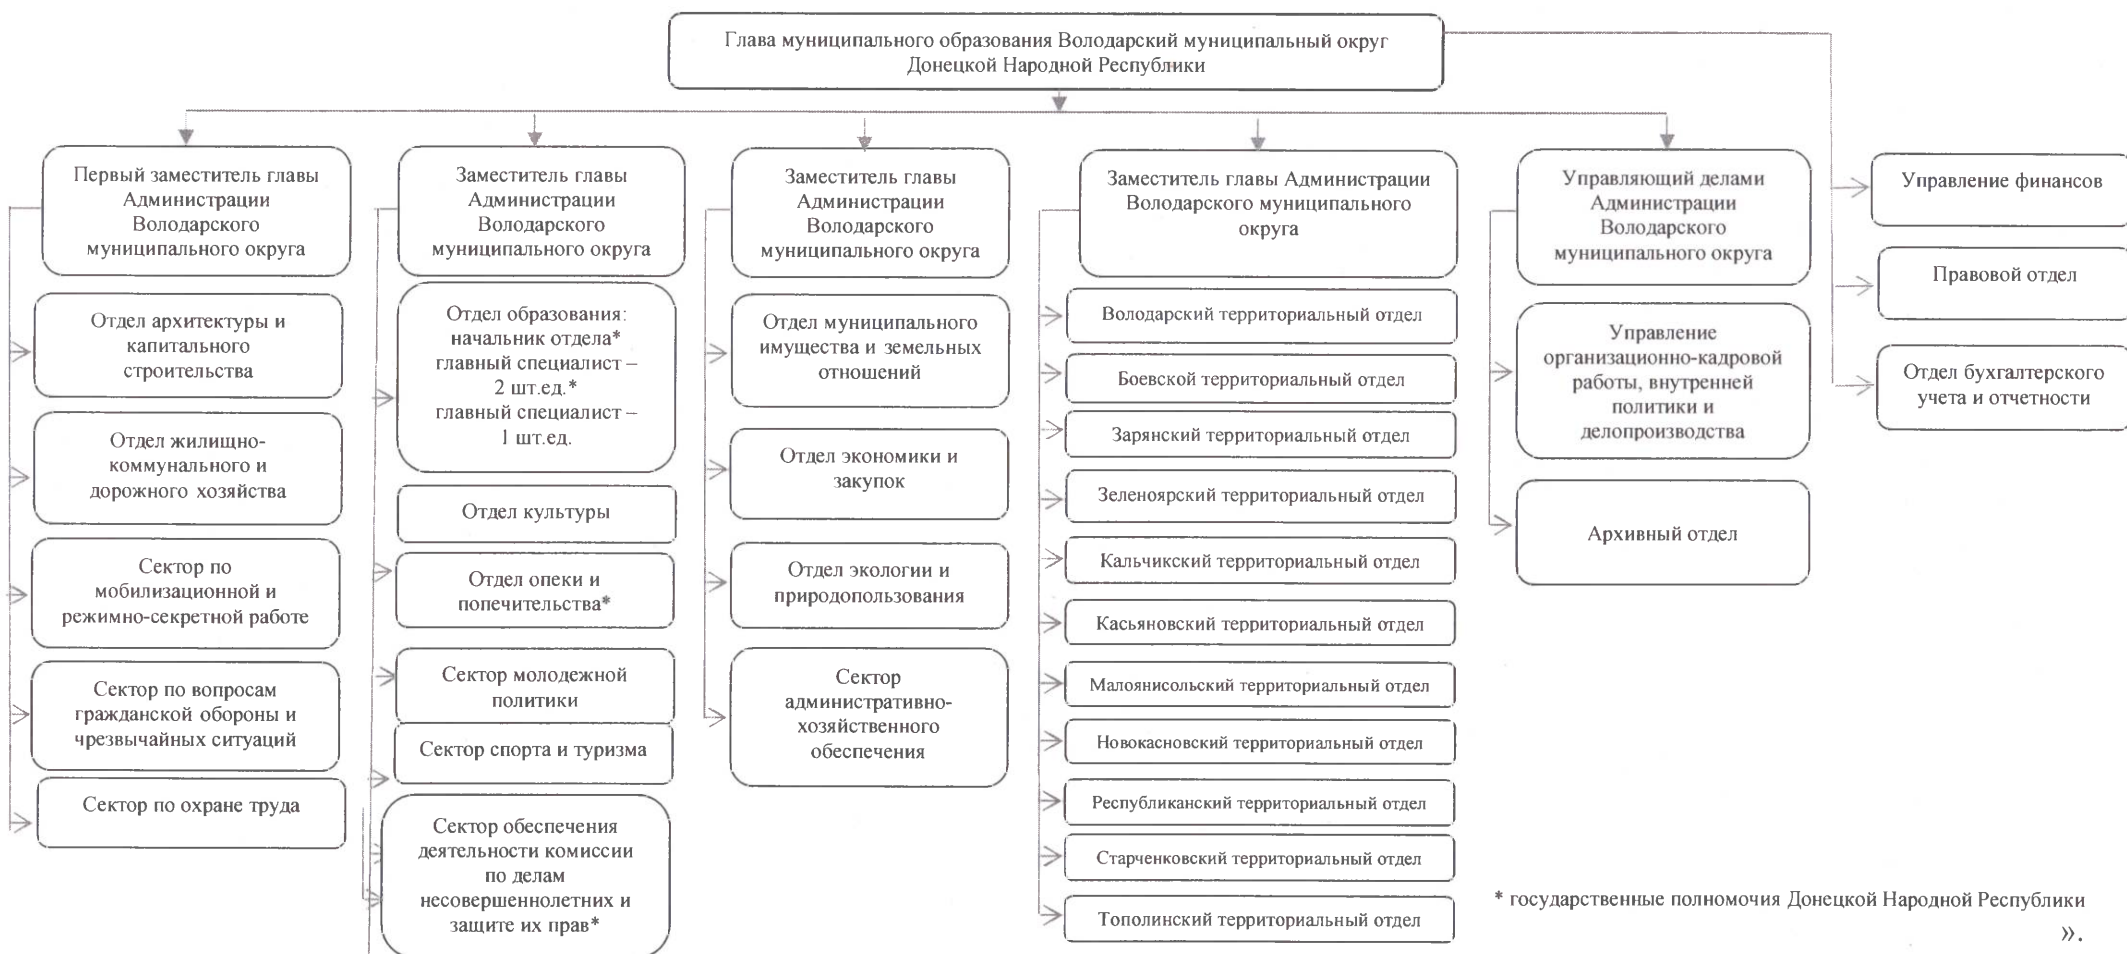 Глава муниципального образования Володарский муниципальный округ
Донецкой Народной Республики
Первый заместитель главы
Администрации
Володарского
муниципального округа
Отдел архитектуры и
капитального
строительства
Отдел жилищно-
коммунального и
дорожного хозяйства
Сектор по
мобилизационной и
режимно-секретной работе
Сектор по вопросам
гражданской обороны и
чрезвычайных ситуаций
Сектор по охране труда
Заместитель главы
Администрации
Володарского
муниципального округа
Отдел образования:
начальник отдела*
главный специалист –
2 шт.ед.*
главный специалист –
1 шт.ед.
Отдел культуры
Отдел опеки и
попечительства*
Сектор молодежной
политики
Сектор спорта и туризма
Сектор обеспечения
деятельности комиссии
по делам
несовершеннолетних и
защите их прав*
Заместитель главы
Администрации
Володарского
муниципального округа
Отдел муниципального
имущества и земельных
отношений
Отдел экономики и
закупок
Отдел экологии и
природопользования
Сектор
административно-
хозяйственного
обеспечения
Заместитель главы Администрации
Володарского муниципального
округа
Володарский территориальный отдел
Боевской территориальный отдел
Зарянский территориальный отдел
Зеленоярский территориальный отдел
Кальчикский территориальный отдел
Касьяновский территориальный отдел
Малоянисольский территориальный отдел
Новокасновский территориальный отдел
Республиканский территориальный отдел
Старченковский территориальный отдел
Тополинский территориальный отдел
Управляющий делами
Администрации
Володарского
муниципального округа
Управление
организационно-кадровой
работы, внутренней
политики и
делопроизводства
Архивный отдел
Управление финансов
Правовой отдел
Отдел бухгалтерского
учета и отчетности
* государственные полномочия Донецкой Народной Республики
».